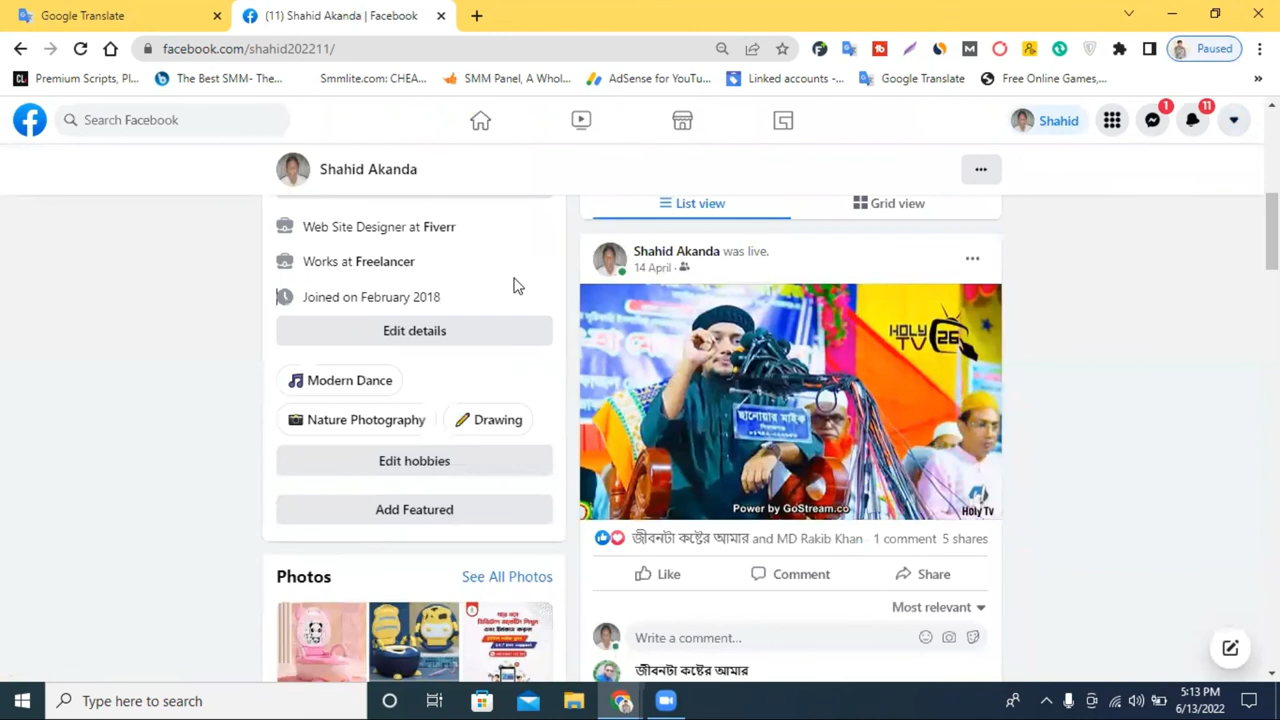 Google Translate
(11) Shahid Akanda | Facebook
facebook.com/shahid202211/
Paused
Premium Scripts, Pl...
The Best SMM- The...
Smmlite.com: CHEA...
SMM Panel, A Whol...
AdSense for YouTu...
Linked accounts -...
Google Translate
Free Online Games,...
Search Facebook
Shahid
1
11
Shahid Akanda
List view
Grid view
Web Site Designer at Fiverr
Works at Freelancer
Joined on February 2018
Edit details
Modern Dance
Nature Photography
Drawing
Edit hobbies
Add Featured
Photos
See All Photos
Shahid Akanda was live.
14 April
HOLY
TV 26
ছানোয়ার মাইক
Power by GoStream.co
Holy Tv
জীবনটা কষ্টের আমার and MD Rakib Khan
1 comment 5 shares
Like
Comment
Share
Most relevant
Write a comment...
জীবনটা কষ্টের আমার
Type here to search
5:13 PM
6/13/2022